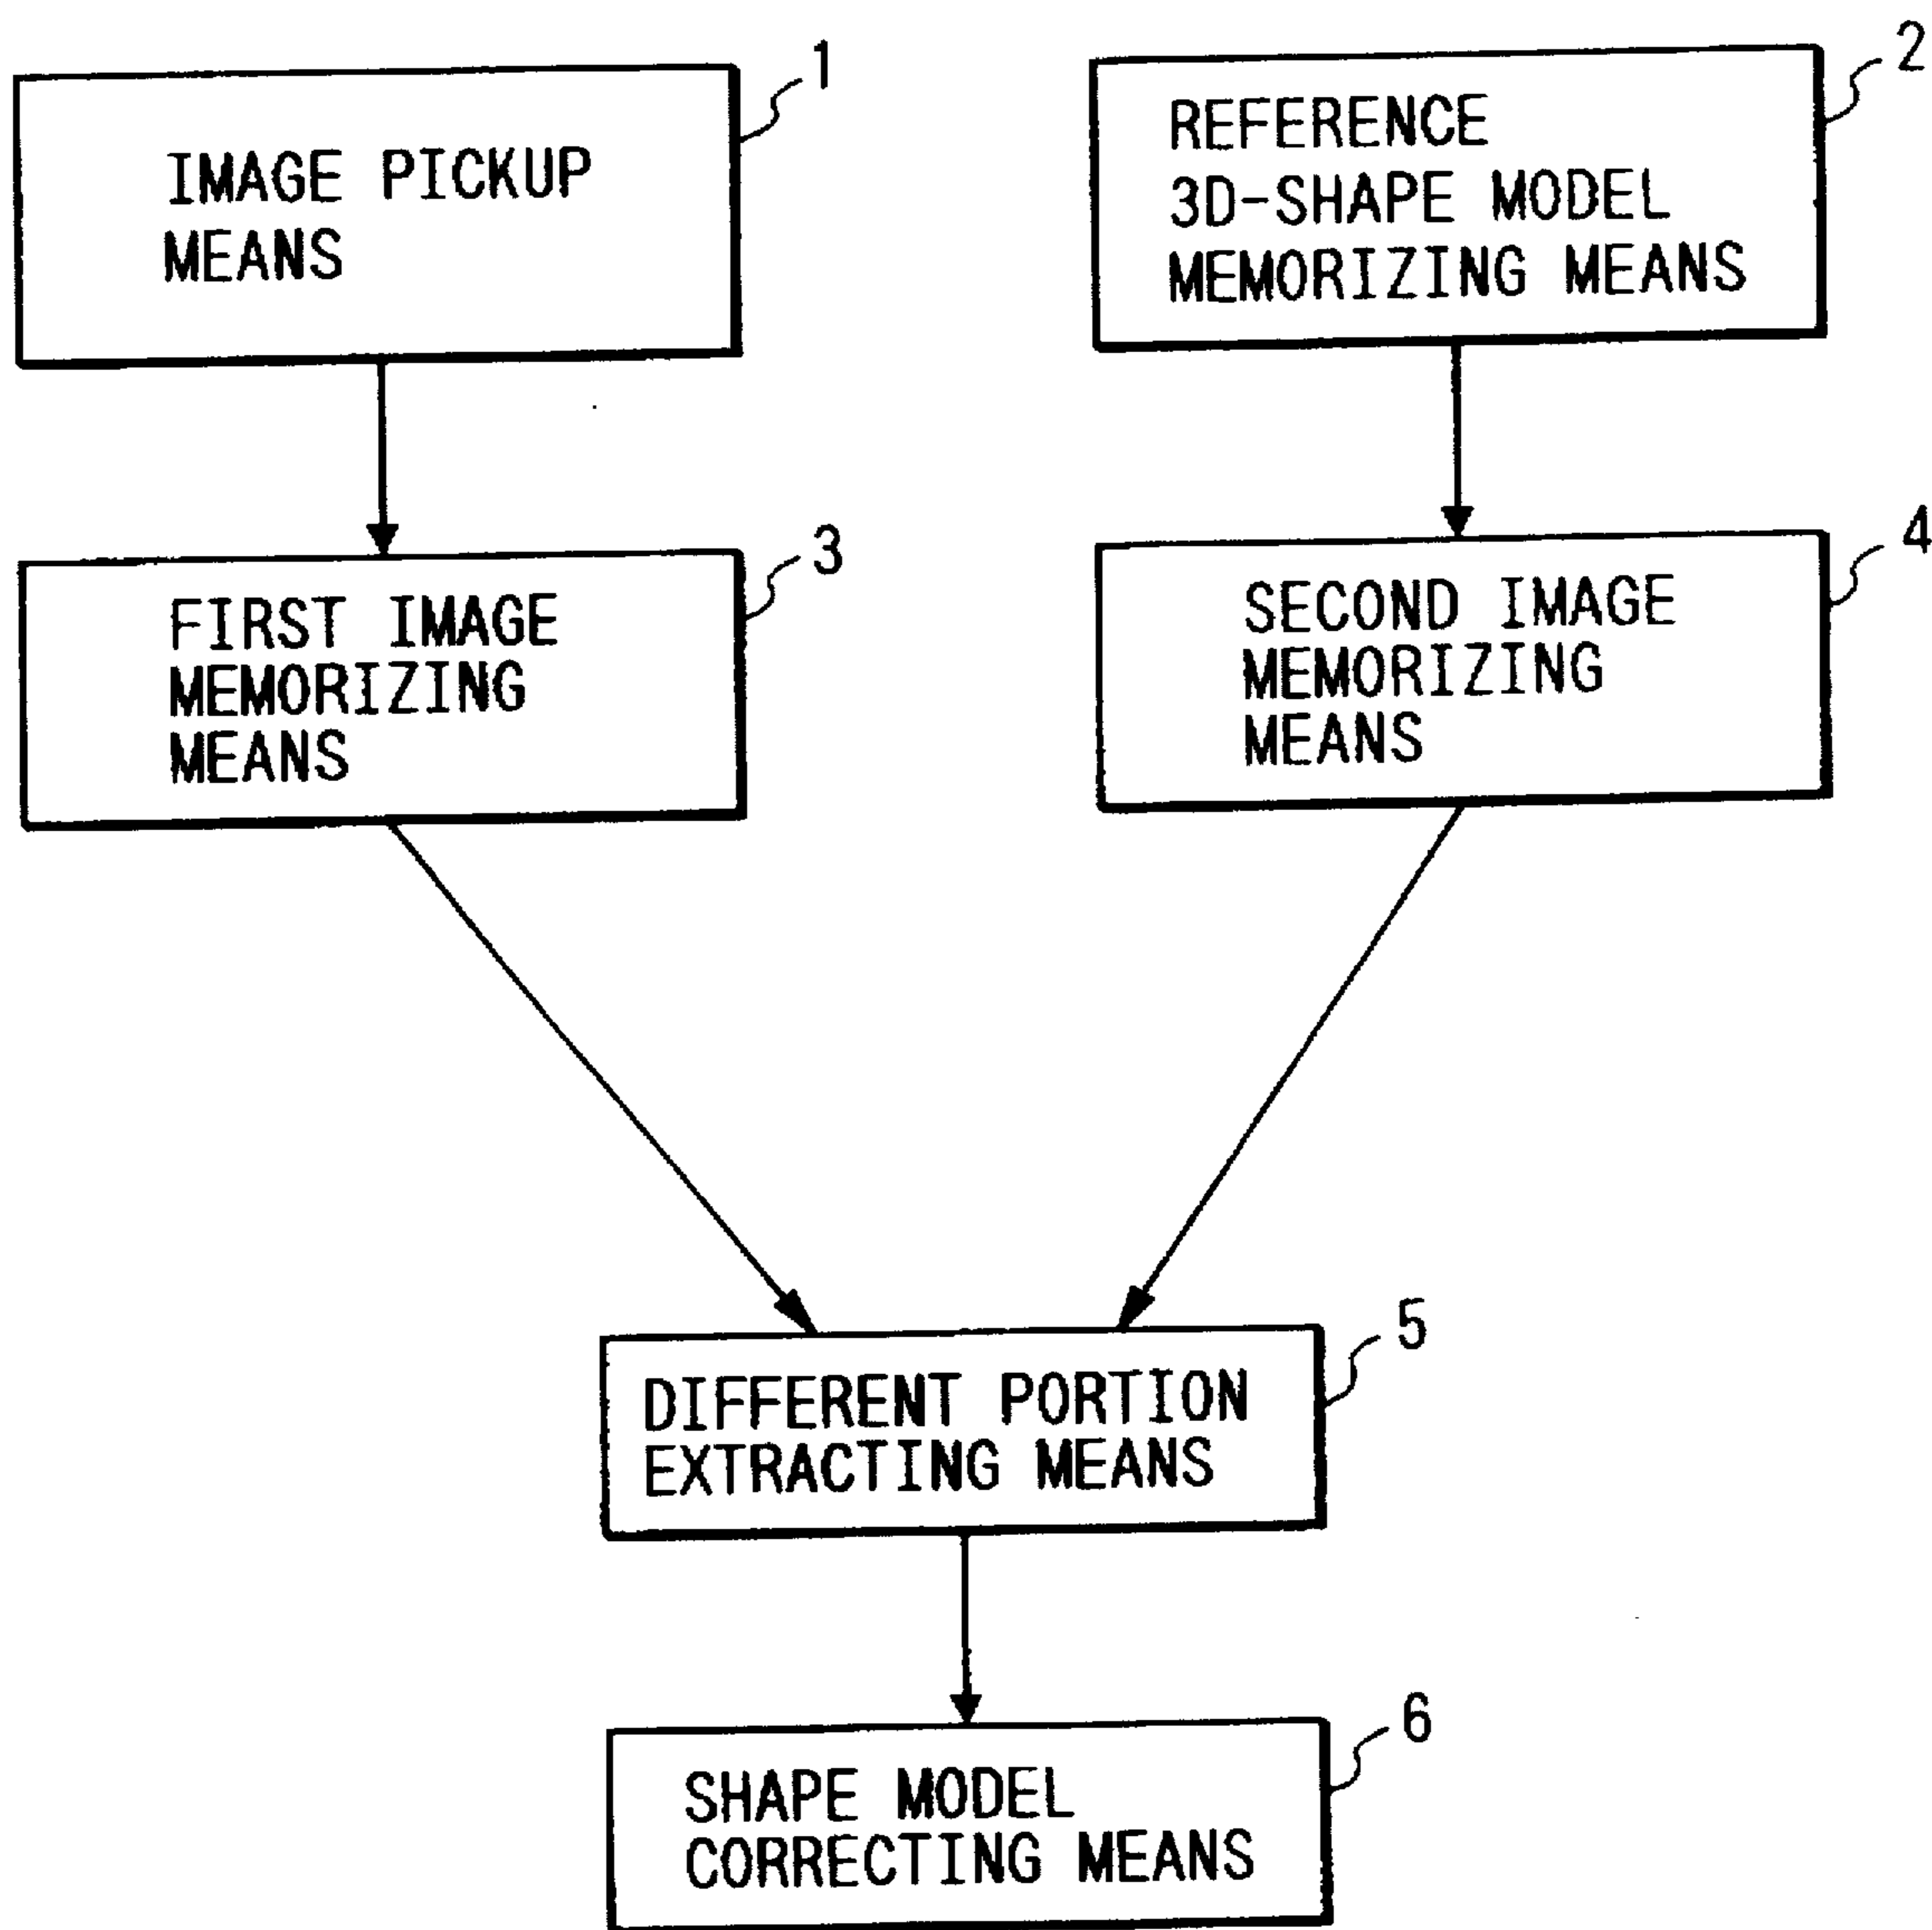 1
IMAGE PICKUP
MEANS
2
REFERENCE
3D-SHAPE MODEL
MEMORIZING MEANS
3
FIRST IMAGE
MEMORIZING
MEANS
4
SECOND IMAGE
MEMORIZING
MEANS
5
DIFFERENT PORTION
EXTRACTING MEANS
6
SHAPE MODEL
CORRECTING MEANS